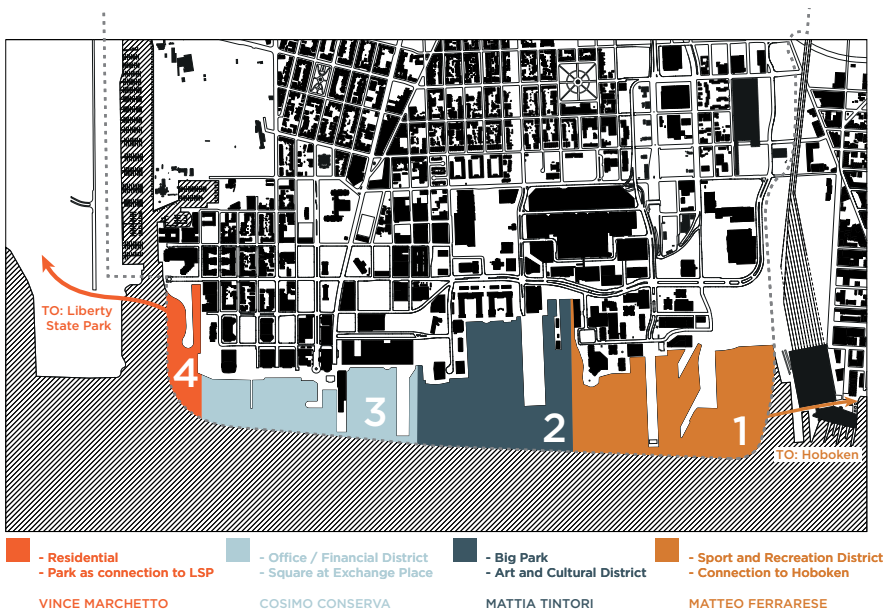 TO: Liberty
State Park
4
3
2
1
TO: Hoboken
- Residential
- Park as connection to LSP
VINCE MARCHETTO
- Office / Financial District
- Square at Exchange Place
COSIMO CONSERVA
- Big Park
- Art and Cultural District
MATTIA TINTORI
- Sport and Recreation District
- Connection to Hoboken
MATTEO FERRARESE